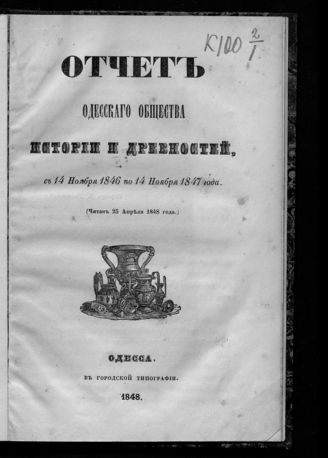 К100 2/1
ОТЧЕТЪ
ОДЕССКАГО ОБЩЕСТВА
ИСТОРІИ И ДРЕВНОСТЕЙ,
съ 14 Ноября 1846 по 14 Ноября 1847 года.
(Читанъ 25 Апрѣля 1848 года.)
ОДЕССА.
ВЪ ГОРОДСКОЙ ТИПОГРАФІИ.
1848.